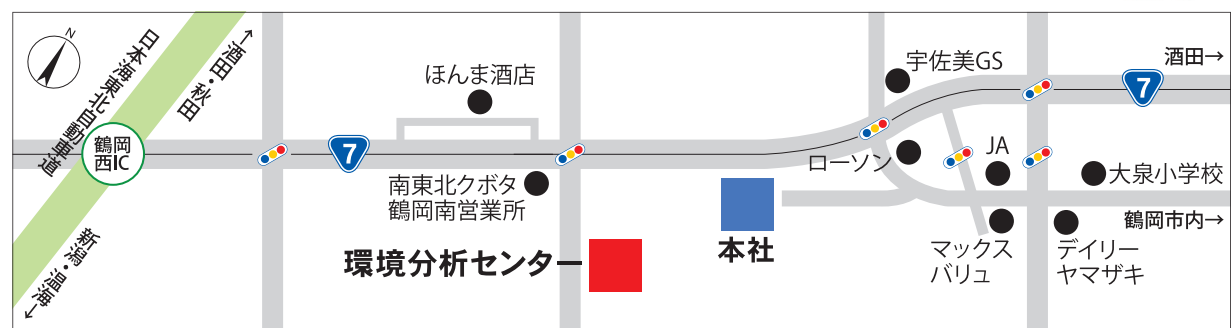 N
日本海東北自動車道
↑酒田・秋田
鶴岡
西IC
新潟・温海↓
7
ほんま酒店
南東北クボタ
鶴岡南営業所
環境分析センター
本社
宇佐美GS
ローソン
JA
マックス
バリュ
デイリー
ヤマザキ
大泉小学校
酒田→
7
鶴岡市内→